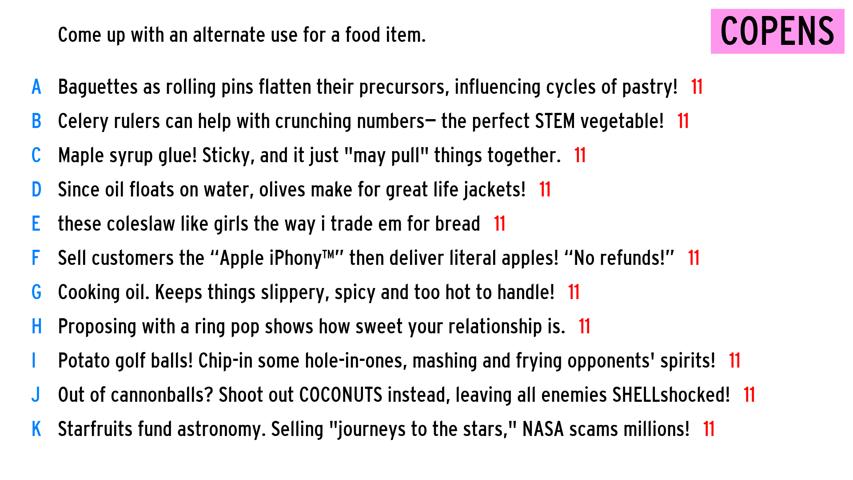 Come up with an alternate use for a food item.
COPENS
A Baguettes as rolling pins flatten their precursors, influencing cycles of pastry! 11
B Celery rulers can help with crunching numbers— the perfect STEM vegetable! 11
C Maple syrup glue! Sticky, and it just "may pull" things together. 11
D Since oil floats on water, olives make for great life jackets! 11
E these coleslaw like girls the way i trade em for bread 11
F Sell customers the “Apple iPhony™” then deliver literal apples! “No refunds!” 11
G Cooking oil. Keeps things slippery, spicy and too hot to handle! 11
H Proposing with a ring pop shows how sweet your relationship is. 11
I Potato golf balls! Chip-in some hole-in-ones, mashing and frying opponents' spirits! 11
J Out of cannonballs? Shoot out COCONUTS instead, leaving all enemies SHELLshocked! 11
K Starfruits fund astronomy. Selling "journeys to the stars," NASA scams millions! 11